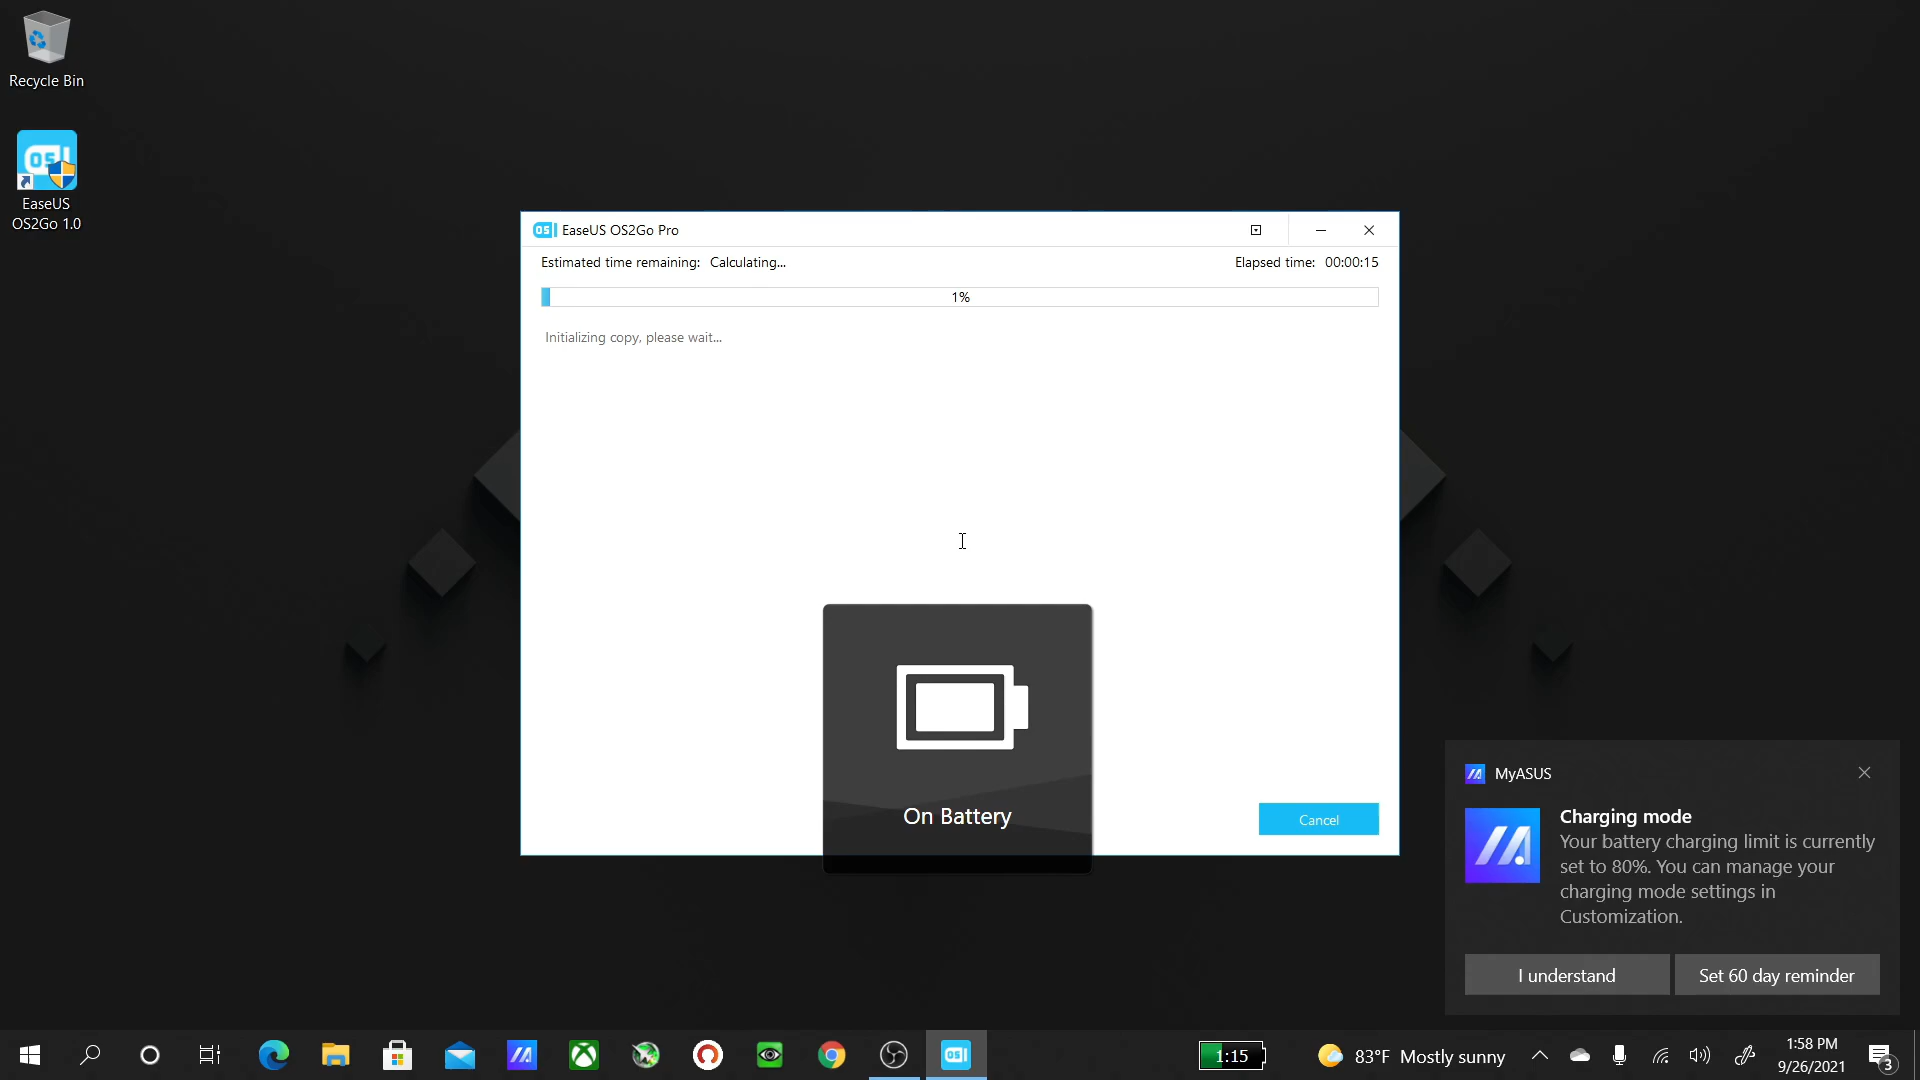 Recycle Bin
OS
EaseUS
OS2Go 1.0
OS EaseUS OS2Go Pro
Estimated time remaining: Calculating...
Elapsed time: 00:00:15
1%
Initializing copy, please wait...
On Battery
Cancel
MyASUS
Charging mode
Your battery charging limit is currently
set to 80%. You can manage your
charging mode settings in
Customization.
I understand
Set 60 day reminder
OS
1:15
83°F Mostly sunny
1:58 PM
9/26/2021
3